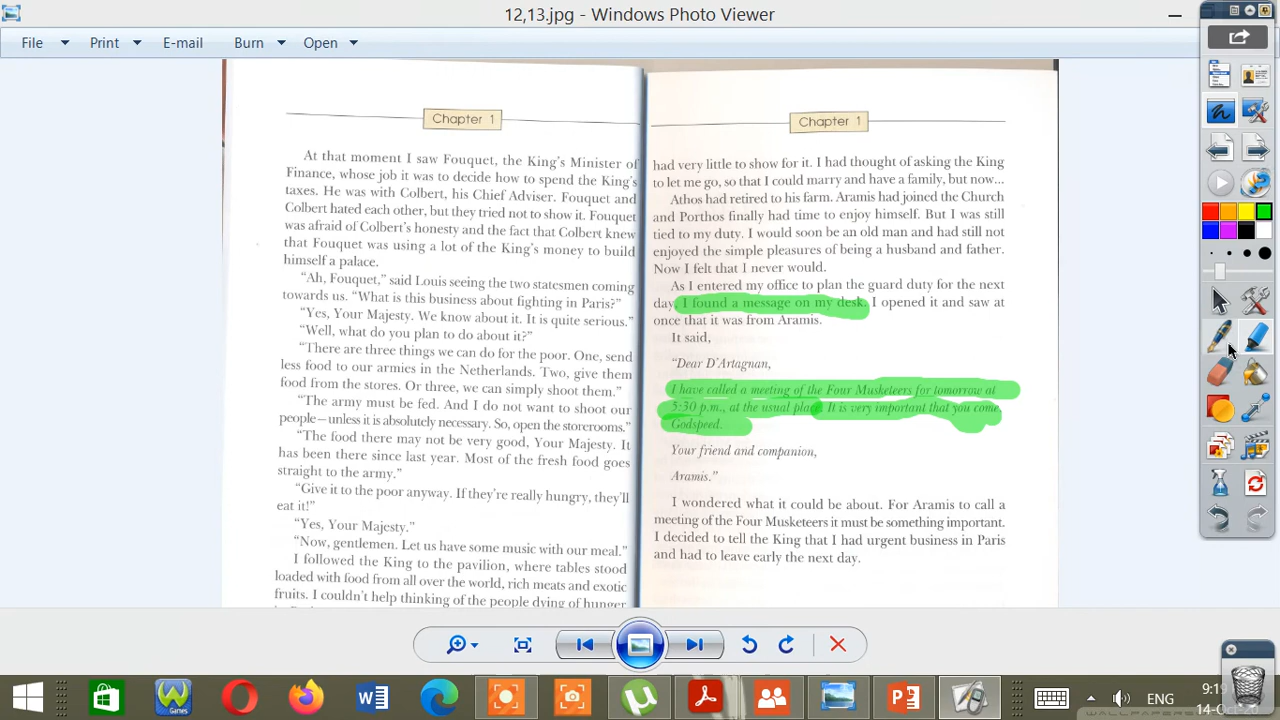 12,13.jpg - Windows Photo Viewer
File Print E-mail Burn Open
Chapter 1
At that moment I saw Fouquet, the King's Minister of
Finance, whose job it was to decide how to spend the King's
taxes. He was with Colbert, his Chief Adviser. Fouquet and
Colbert hated each other, but they tried not to show it. Fouquet
was afraid of Colbert's honesty and the fact that Colbert knew
that Fouquet was using a lot of the King's money to build
himself a palace.
"Ah, Fouquet," said Louis seeing the two statesmen coming
towards us. "What is this business about fighting in Paris?"
"Yes, Your Majesty. We know about it. It is quite serious."
"Well, what do you plan to do about it?"
"There are three things we can do for the poor. One, send
less food to our armies in the Netherlands. Two, give them
food from the stores. Or three, we can simply shoot them."
"The army must be fed. And I do not want to shoot our
people – unless it is absolutely necessary. So, open the storerooms."
"The food there may not be very good, Your Majesty. It
has been there since last year. Most of the fresh food goes
straight to the army."
"Give it to the poor anyway. If they're really hungry, they'll
eat it!"
"Yes, Your Majesty."
"Now, gentlemen. Let us have some music with our meal."
I followed the King to the pavilion, where tables stood
loaded with food from all over the world, rich meats and exotic
fruits. I couldn't help thinking of the people dying of hunger
Chapter 1
had very little to show for it. I had thought of asking the King
to let me go, so that I could marry and have a family, but now...
Athos had retired to his farm. Aramis had joined the Church
and Porthos finally had time to enjoy himself. But I was still
tied to my duty. I would soon be an old man and had still not
enjoyed the simple pleasures of being a husband and father.
Now I felt that I never would.
As I entered my office to plan the guard duty for the next
day, I found a message on my desk. I opened it and saw at
once that it was from Aramis.
It said,
"Dear D'Artagnan,
I have called a meeting of the Four Musketeers for tomorrow at
3:30 p.m., at the usual place. It is very important that you come.
Godspeed.
Your friend and companion,
Aramis."
I wondered what it could be about. For Aramis to call a
meeting of the Four Musketeers it must be something important.
I decided to tell the King that I had urgent business in Paris
and had to leave early the next day.
Games
ENG
9:19